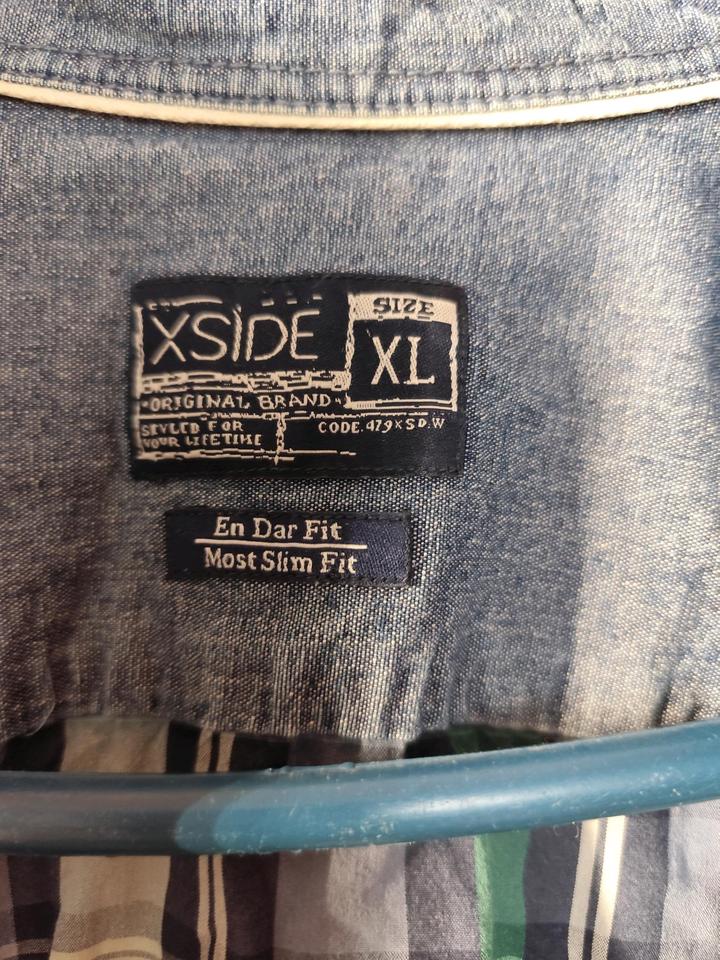 XSIDE
SIZE
XL
•ORIGINAL BRAND•
STYLED FOR
YOUR LIFETIME
CODE.479XSD.W
En Dar Fit
Most Slim Fit